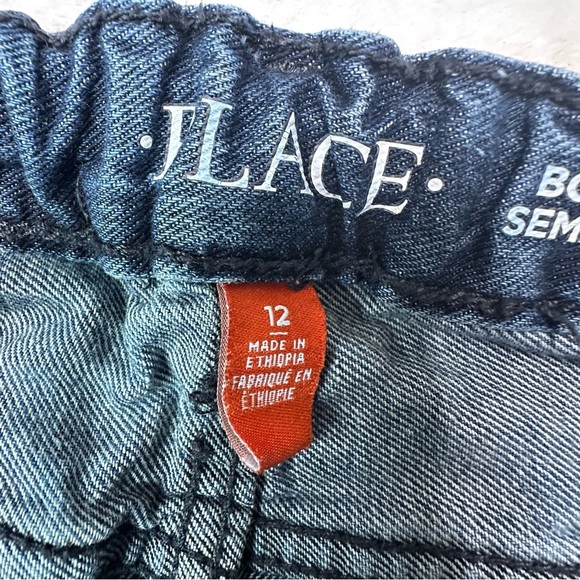 ·PLACE·
BO
SEM
12
MADE IN
ETHIOPIA
FABRIQUÉ EN
ÉTHIOPIE